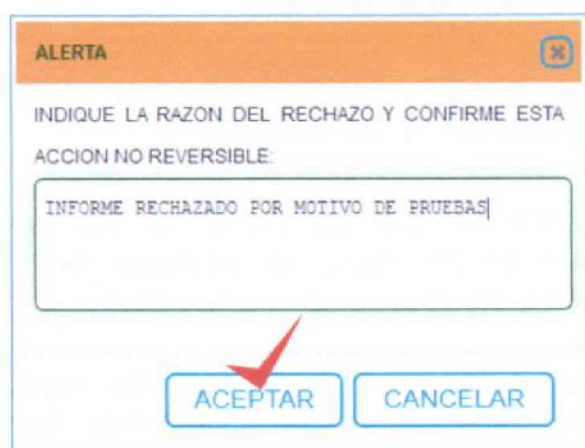 ALERTA
INDIQUE LA RAZON DEL RECHAZO Y CONFIRME ESTA
ACCION NO REVERSIBLE:
INFORME RECHAZADO POR MOTIVO DE PRUEBAS
ACEPTAR
CANCELAR